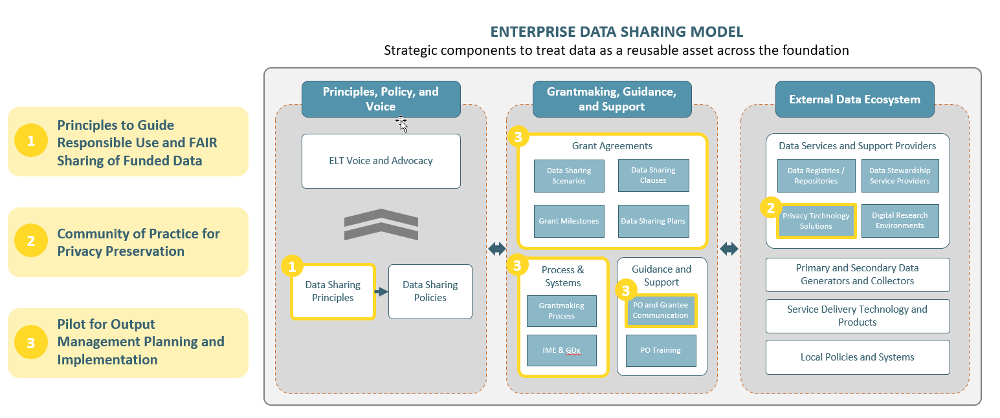 ENTERPRISE DATA SHARING MODEL
Strategic components to treat data as a reusable asset across the foundation
1
Principles to Guide
Responsible Use and FAIR
Sharing of Funded Data
2
Community of Practice for
Privacy Preservation
3
Pilot for Output
Management Planning and
Implementation
Principles, Policy, and
Voice
ELT Voice and Advocacy
1
Data Sharing
Principles
Data Sharing
Policies
Grantmaking, Guidance,
and Support
3
Grant Agreements
Data Sharing
Scenarios
Data Sharing
Clauses
Grant Milestones
Data Sharing Plans
3
Process &
Systems
Grantmaking
Process
IME & GDx
Guidance and
Support
3
PO and Grantee
Communication
PO Training
External Data Ecosystem
Data Services and Support Providers
Data Registries /
Repositories
Data Stewardship
Service Providers
2
Privacy Technology
Solutions
Digital Research
Environments
Primary and Secondary Data
Generators and Collectors
Service Delivery Technology and
Products
Local Policies and Systems